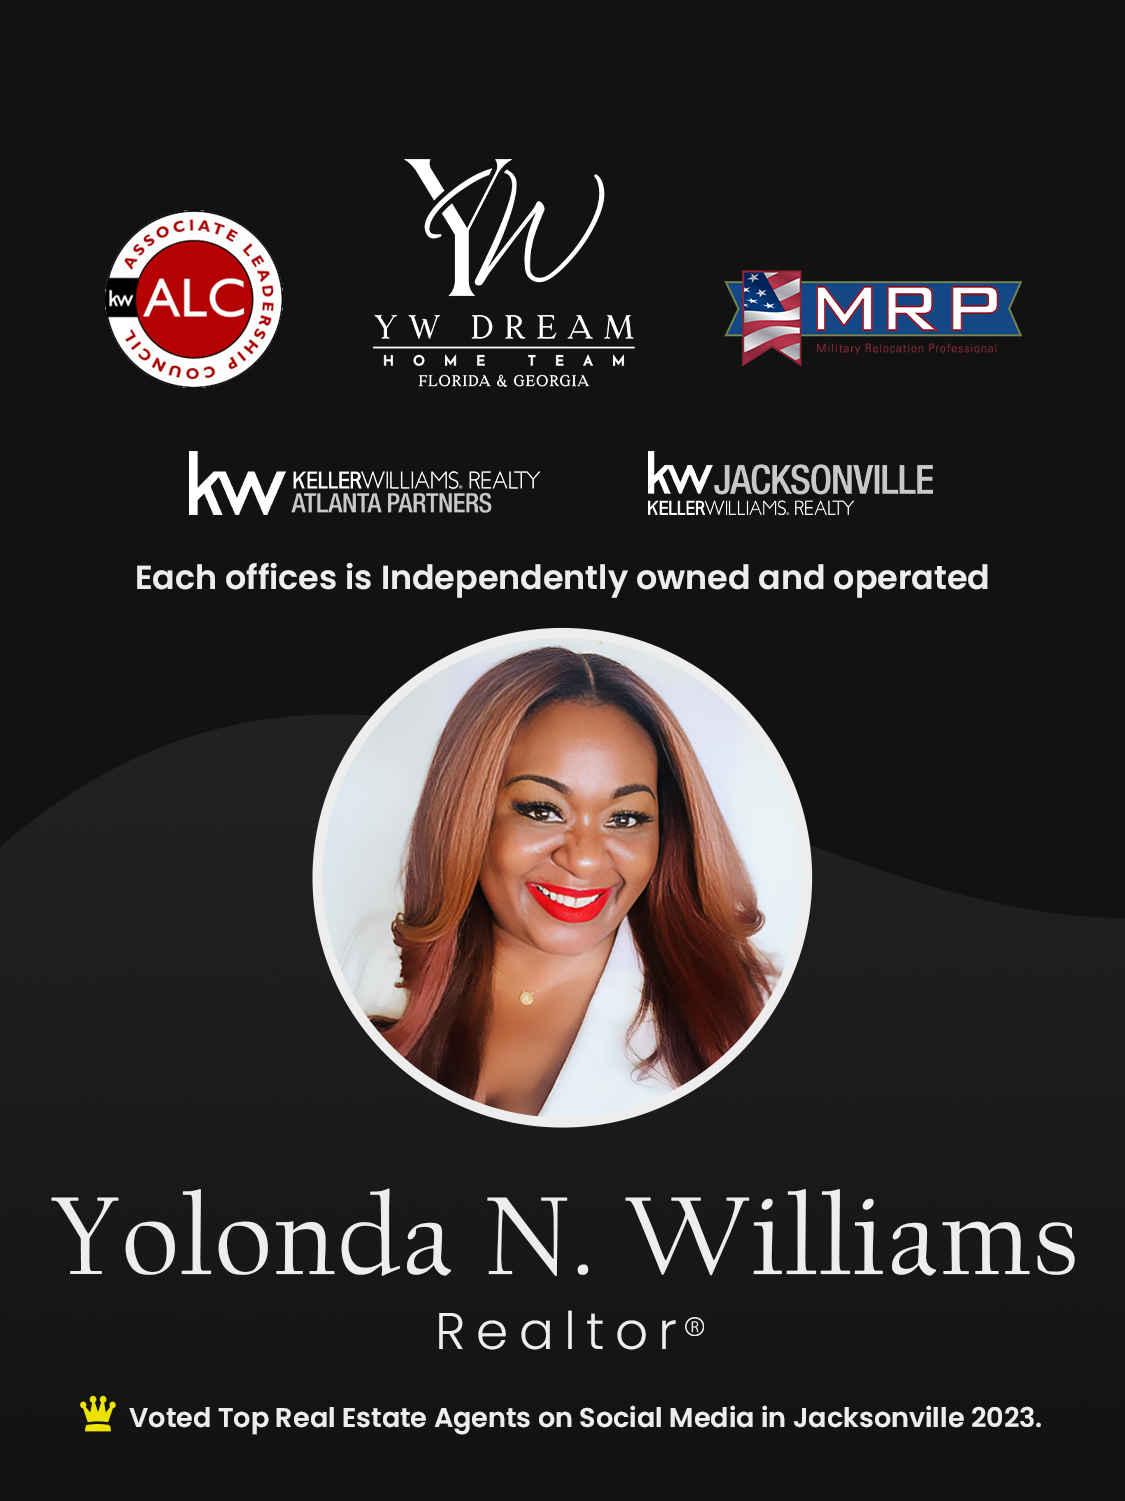 ASSOCIATE LEADERSHIP COUNCIL
kw ALC
YW
YW DREAM
HOME TEAM
FLORIDA & GEORGIA
MRP
Military Relocation Professional
kw KELLERWILLIAMS. REALTY
ATLANTA PARTNERS
kw JACKSONVILLE
KELLERWILLIAMS. REALTY
Each offices is Independently owned and operated
Yolonda N. Williams
Realtor®
Voted Top Real Estate Agents on Social Media in Jacksonville 2023.